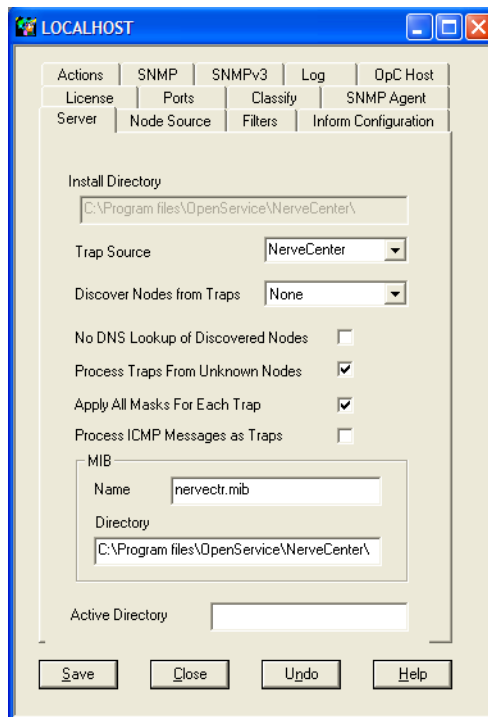 LOCALHOST
Actions SNMP SNMPv3 Log OpC Host
License Ports Classify SNMP Agent
Server Node Source Filters Inform Configuration
Install Directory
C:\Program files\OpenService\NerveCenter\
Trap Source NerveCenter
Discover Nodes from Traps None
No DNS Lookup of Discovered Nodes
Process Traps From Unknown Nodes
Apply All Masks For Each Trap
Process ICMP Messages as Traps
MIB
Name nervectr.mib
Directory
C:\Program files\OpenService\NerveCenter\
Active Directory
Save Close Undo Help